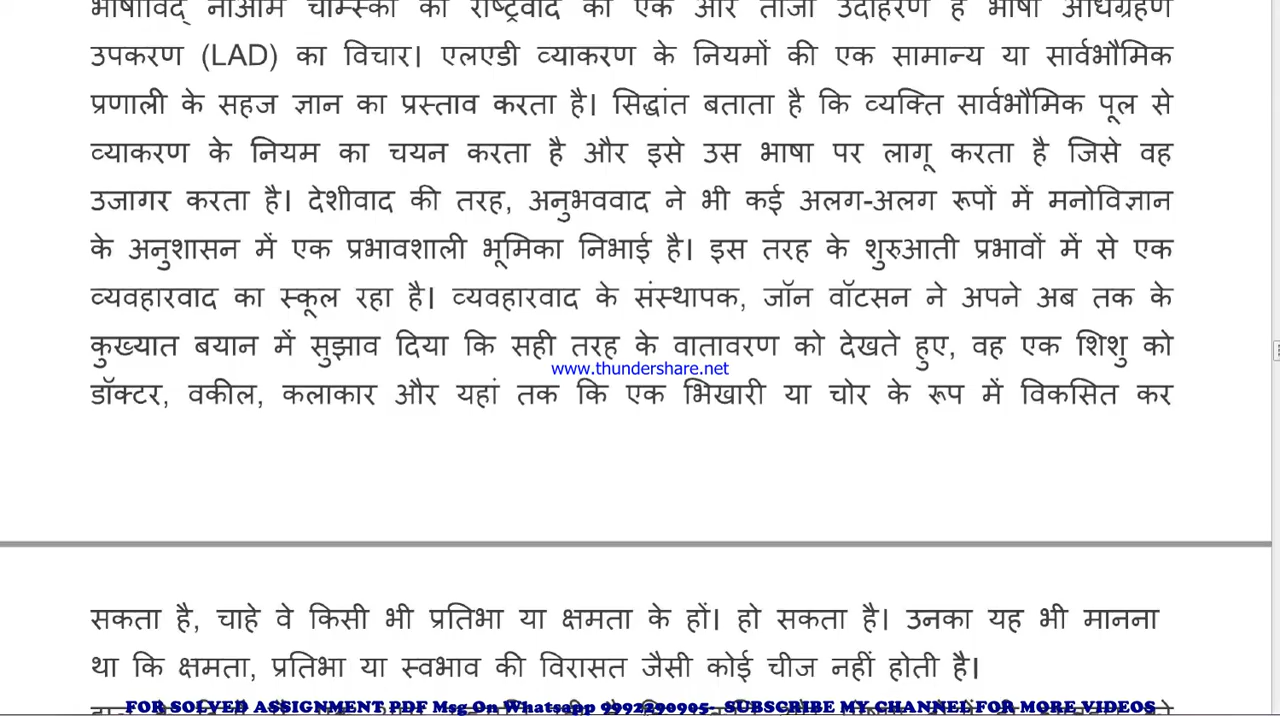 भाषाविद् नोआम चॉम्स्की का राष्ट्रवाद का एक और ताजा उदाहरण है भाषा अधिग्रहण
उपकरण (LAD) का विचार। एलएडी व्याकरण के नियमों की एक सामान्य या सार्वभौमिक
प्रणाली के सहज ज्ञान का प्रस्ताव करता है। सिद्धांत बताता है कि व्यक्ति सार्वभौमिक पूल से
व्याकरण के नियम का चयन करता है और इसे उस भाषा पर लागू करता है जिसे वह
उजागर करता है। देशीवाद की तरह, अनुभववाद ने भी कई अलग-अलग रूपों में मनोविज्ञान
के अनुशासन में एक प्रभावशाली भूमिका निभाई है। इस तरह के शुरुआती प्रभावों में से एक
व्यवहारवाद का स्कूल रहा है। व्यवहारवाद के संस्थापक, जॉन वॉटसन ने अपने अब तक के
कुख्यात बयान में सुझाव दिया कि सही तरह के वातावरण को देखते हुए, वह एक शिशु को
www.thundershare.net
डॉक्टर, वकील, कलाकार और यहां तक कि एक भिखारी या चोर के रूप में विकसित कर
सकता है, चाहे वे किसी भी प्रतिभा या क्षमता के हों। हो सकता है। उनका यह भी मानना
था कि क्षमता, प्रतिभा या स्वभाव की विरासत जैसी कोई चीज नहीं होती है।
FOR SOLVED ASSIGNMENT PDF Msg On Whatsapp 9992290905- SUBSCRIBE MY CHANNEL FOR MORE VIDEOS